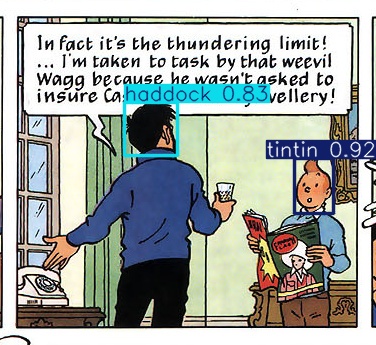 In fact it's the thundering limit!
... I'm taken to task by that weevil
Wagg because he wasn't asked to
insure Ca
vellery!
haddock 0.83
tintin 0.92